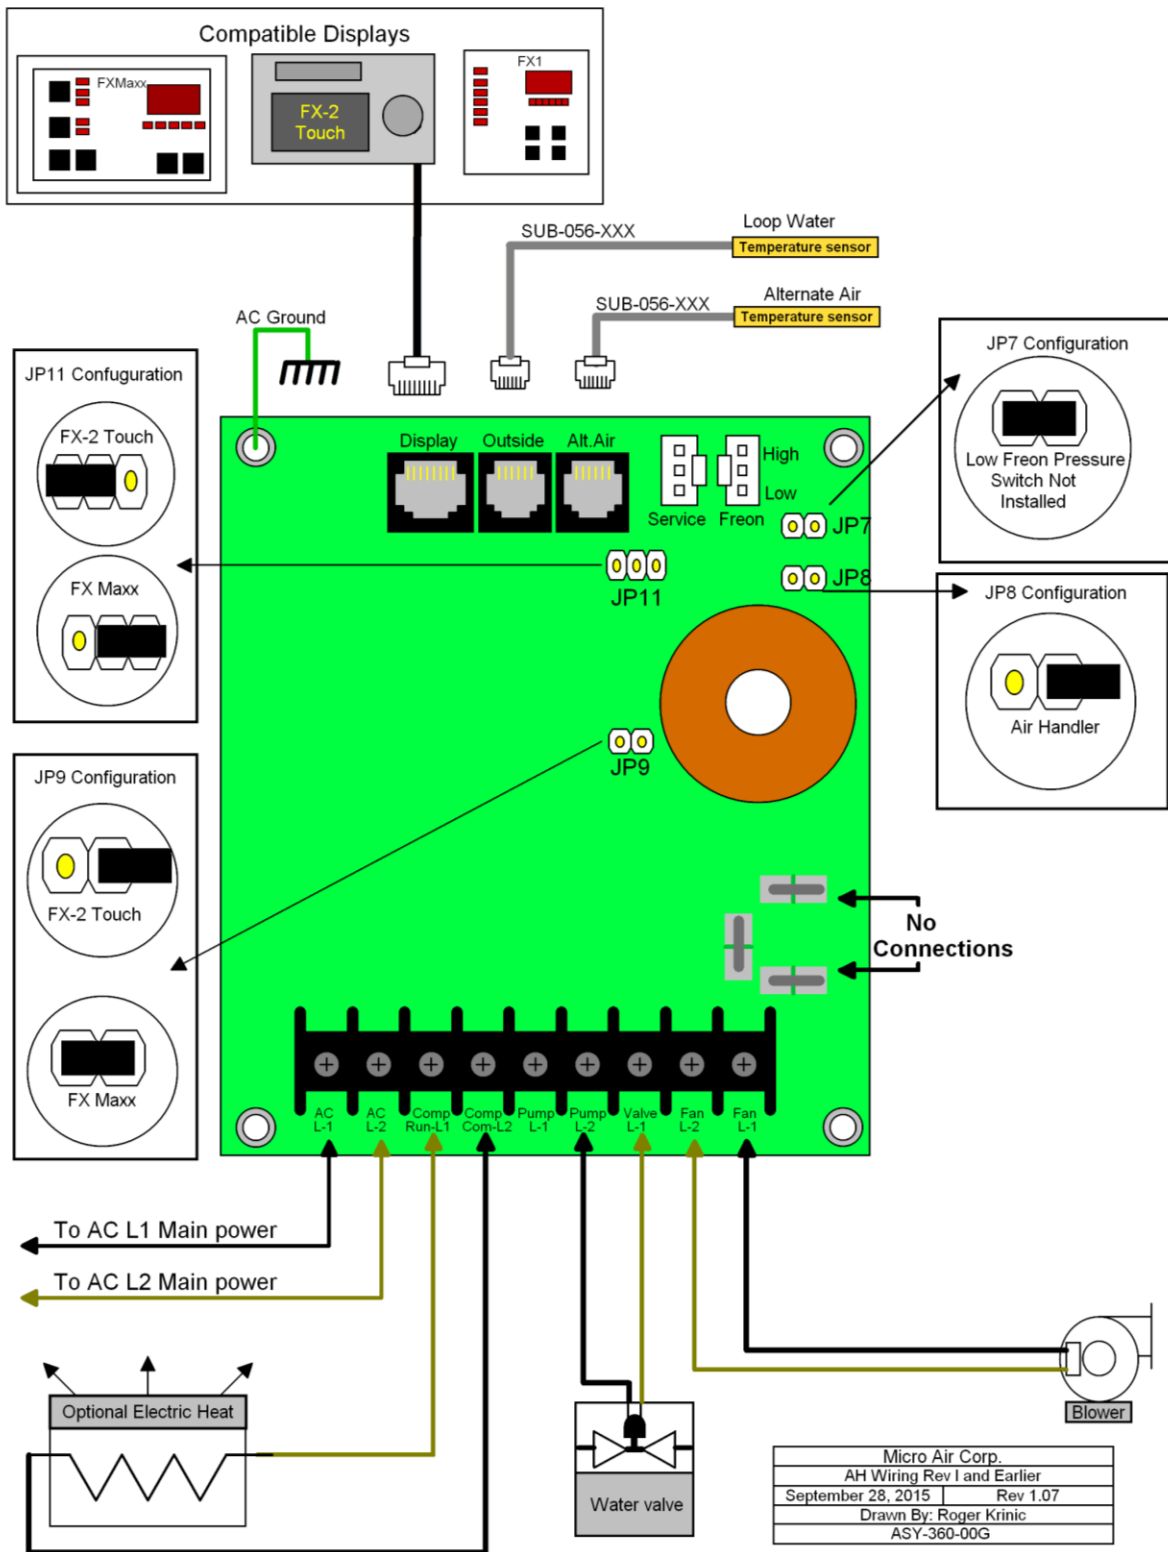 Compatible Displays
FXMaxx
FX-2
Touch
FX1
SUB-056-XXX
Loop Water
Temperature sensor
SUB-056-XXX
Alternate Air
Temperature sensor
AC Ground
JP11 Confuguration
FX-2 Touch
FX Maxx
JP7 Configuration
Low Freon Pressure
Switch Not
Installed
Display
Outside
Alt.Air
High
Low
Service
Freon
JP7
JP8
JP11
JP8 Configuration
Air Handler
JP9
JP9 Configuration
FX-2 Touch
FX Maxx
No
Connections
AC
L-1
AC
L-2
Comp
Run-L1
Comp
Com-L2
Pump
L-1
Pump
L-2
Valve
L-1
Fan
L-2
Fan
L-1
To AC L1 Main power
To AC L2 Main power
Optional Electric Heat
Water valve
Blower
Micro Air Corp.
AH Wiring Rev I and Earlier
September 28, 2015 Rev 1.07
Drawn By: Roger Krinic
ASY-360-00G